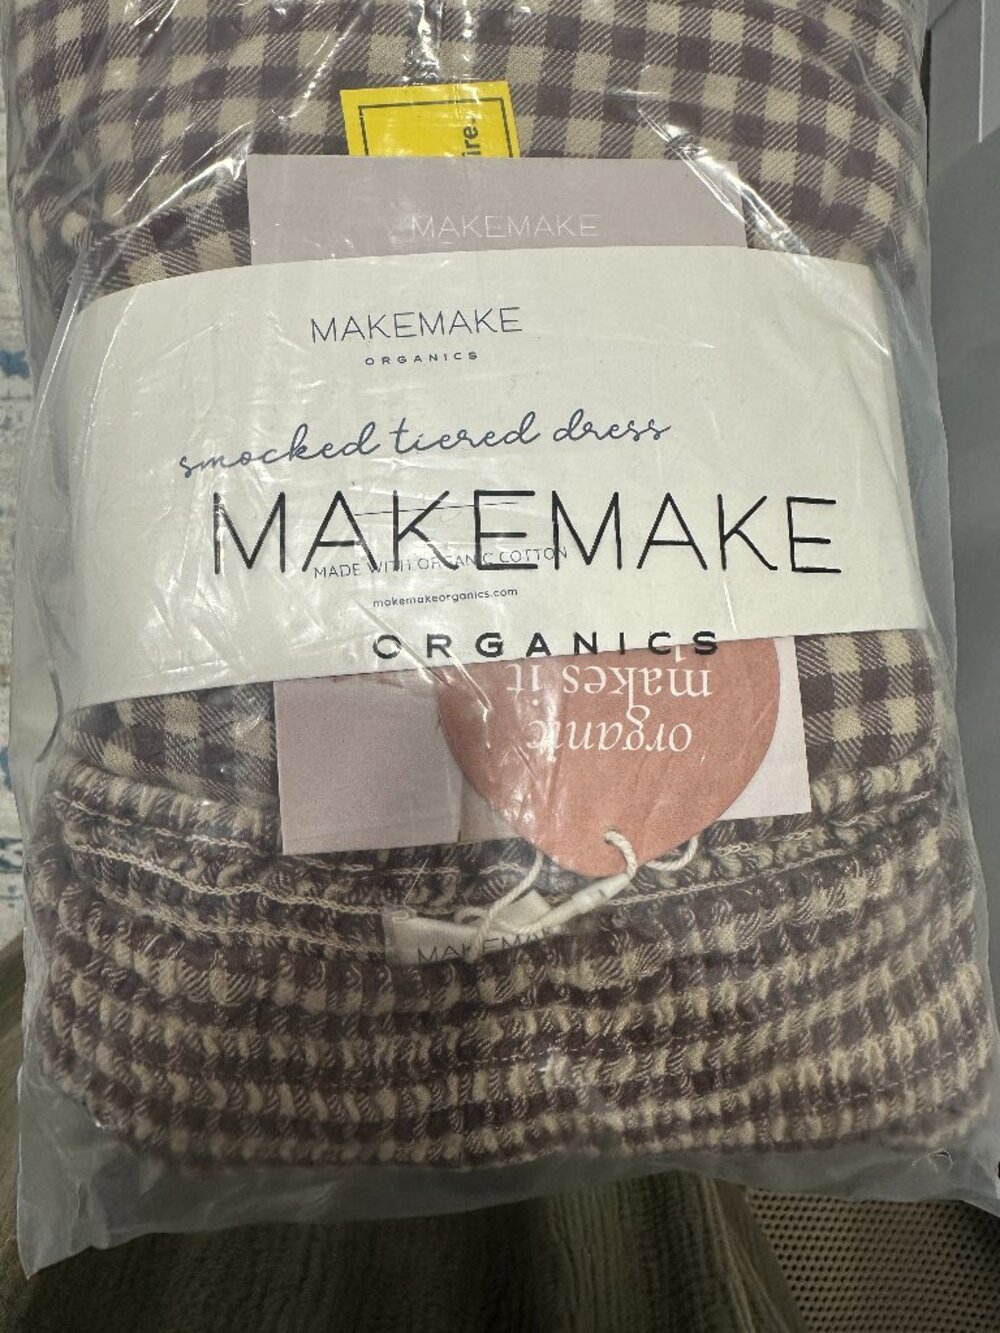 MAKEMAKE
MAKEMAKE
ORGANICS
smocked tiered dress
MAKEMAKE
MADE WITH ORGANIC COTTON
makemakeorganics.com
ORGANICS
makes it
organic